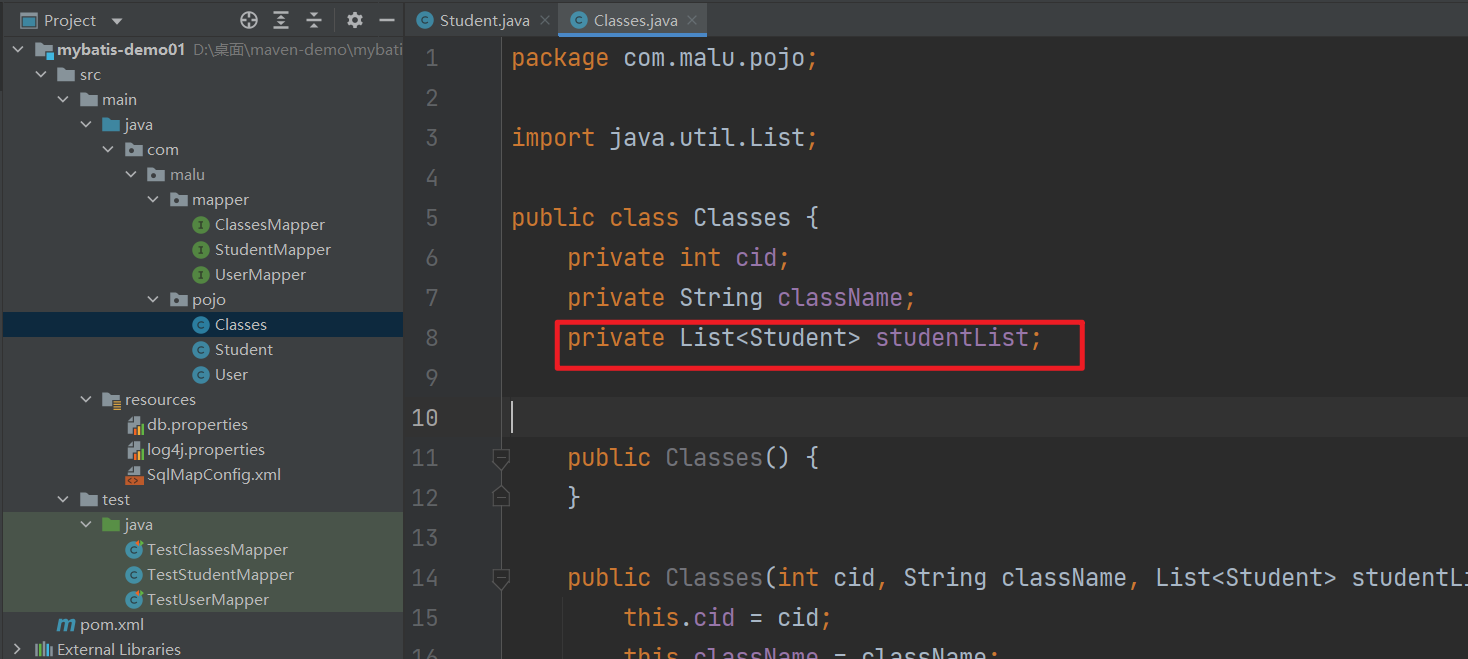 Project
Student.java
Classes.java
mybatis-demo01 D:\桌面\maven-demo\mybati
src
main
java
com
malu
mapper
ClassesMapper
StudentMapper
UserMapper
pojo
Classes
Student
User
resources
db.properties
log4j.properties
SqlMapConfig.xml
test
java
TestClassesMapper
TestStudentMapper
TestUserMapper
pom.xml
External Libraries
1 package com.malu.pojo;
2
3 import java.util.List;
4
5 public class Classes {
6 private int cid;
7 private String className;
8 private List<Student> studentList;
9
10
11 public Classes() {
12 }
13
14 public Classes(int cid, String className, List<Student> studentLi
15 this.cid = cid;
16 this.className = className;